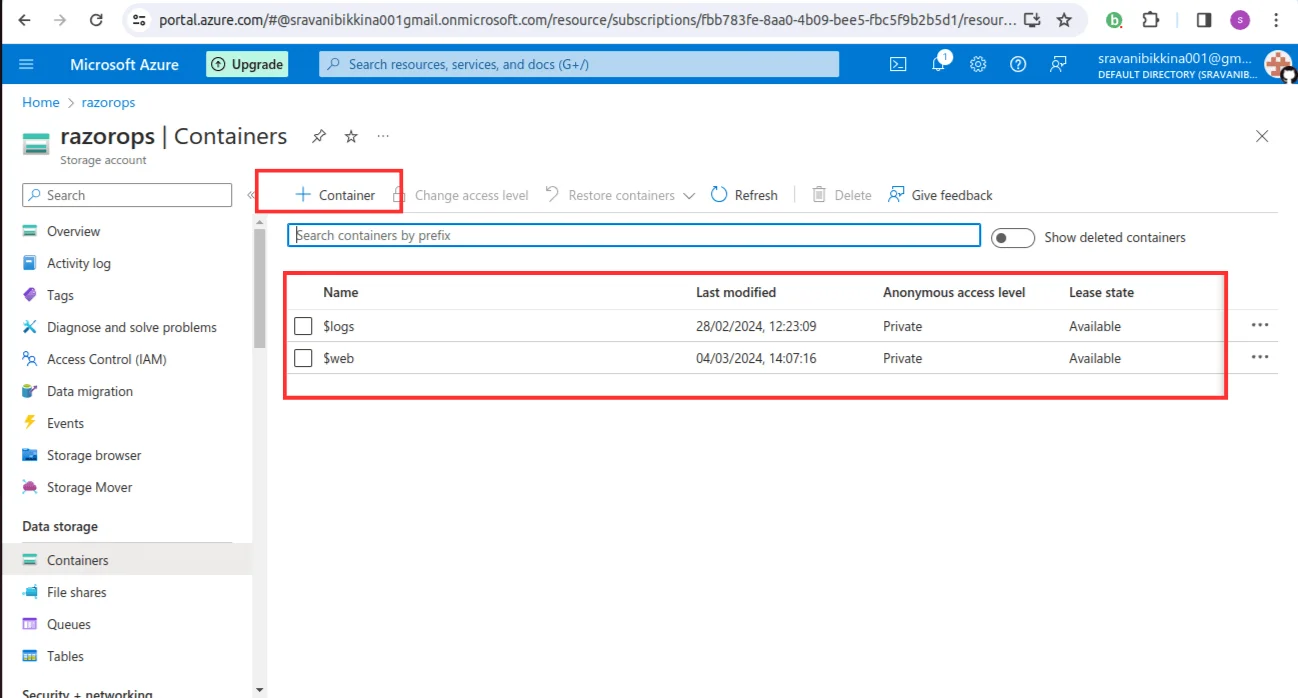 portal.azure.com/#@sravanibikkina001gmail.onmicrosoft.com/resource/subscriptions/fbb783fe-8aa0-4b09-bee5-fbc5f9b2b5d1/resour...
b
s
Microsoft Azure
Upgrade
Search resources, services, and docs (G+/)
1
sravanibikkina001@gm...
DEFAULT DIRECTORY (SRAVANIB...
Home > razorops
razorops | Containers
Storage account
Search
Container
Change access level
Restore containers
Refresh
Delete
Give feedback
Search containers by prefix
Show deleted containers
Overview
Activity log
Tags
Diagnose and solve problems
Access Control (IAM)
Data migration
Events
Storage browser
Storage Mover
Data storage
Containers
File shares
Queues
Tables
Security + networking
Name Last modified Anonymous access level Lease state
$logs 28/02/2024, 12:23:09 Private Available
$web 04/03/2024, 14:07:16 Private Available